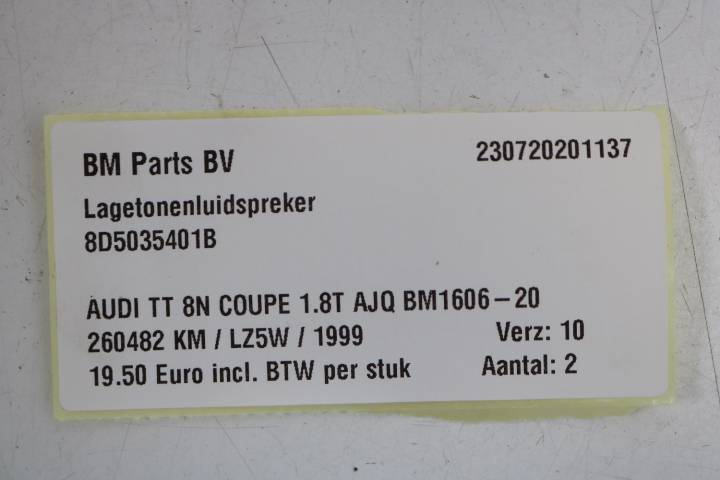 BM Parts BV 230720201137
Lagetonenluidspreker
8D5035401B
AUDI TT 8N COUPE 1.8T AJQ BM1606-20
260482 KM / LZ5W / 1999 Verz: 10
19.50 Euro incl. BTW per stuk Aantal: 2